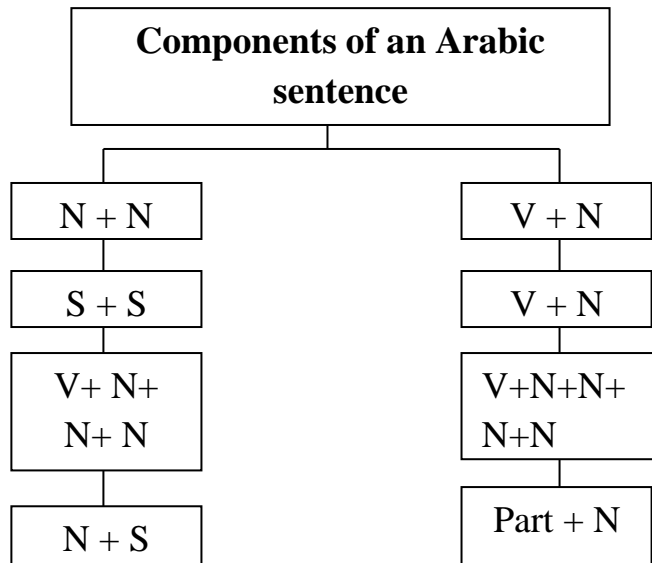 Components of an Arabic
sentence
N + N
V + N
S + S
V + N
V+ N+
N+ N
V+N+N+
N+N
N + S
Part + N